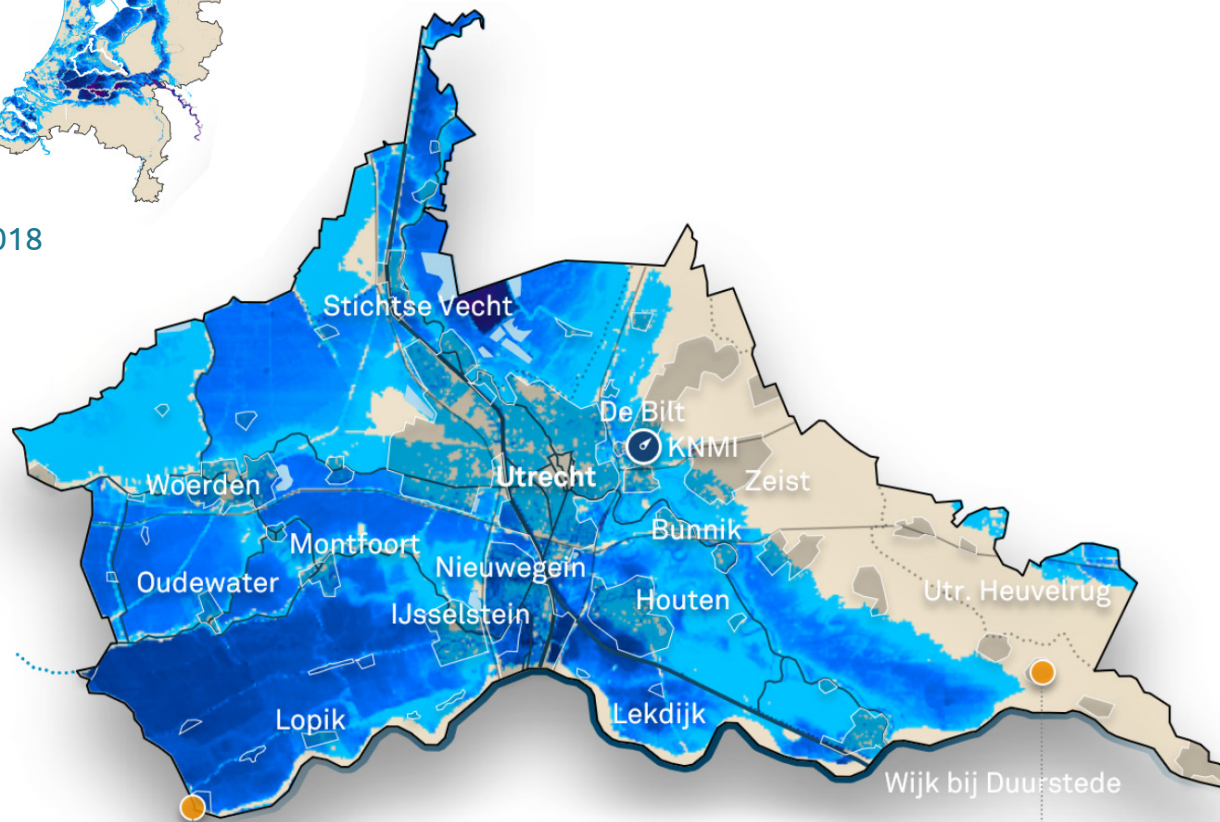 018
Stichtse Vecht
De Bilt
KNMI
Utrecht
Zeist
Woerden
Bunnik
Montfoort
Nieuwegein
Oudewater
Utr. Heuvelrug
Houten
IJsselstein
Lopik
Lekdijk
Wijk bij Duurstede